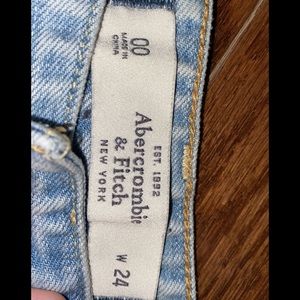 00
MADE IN
CHINA
EST. 1892
Abercrombie
& Fitch
NEW YORK
W 24